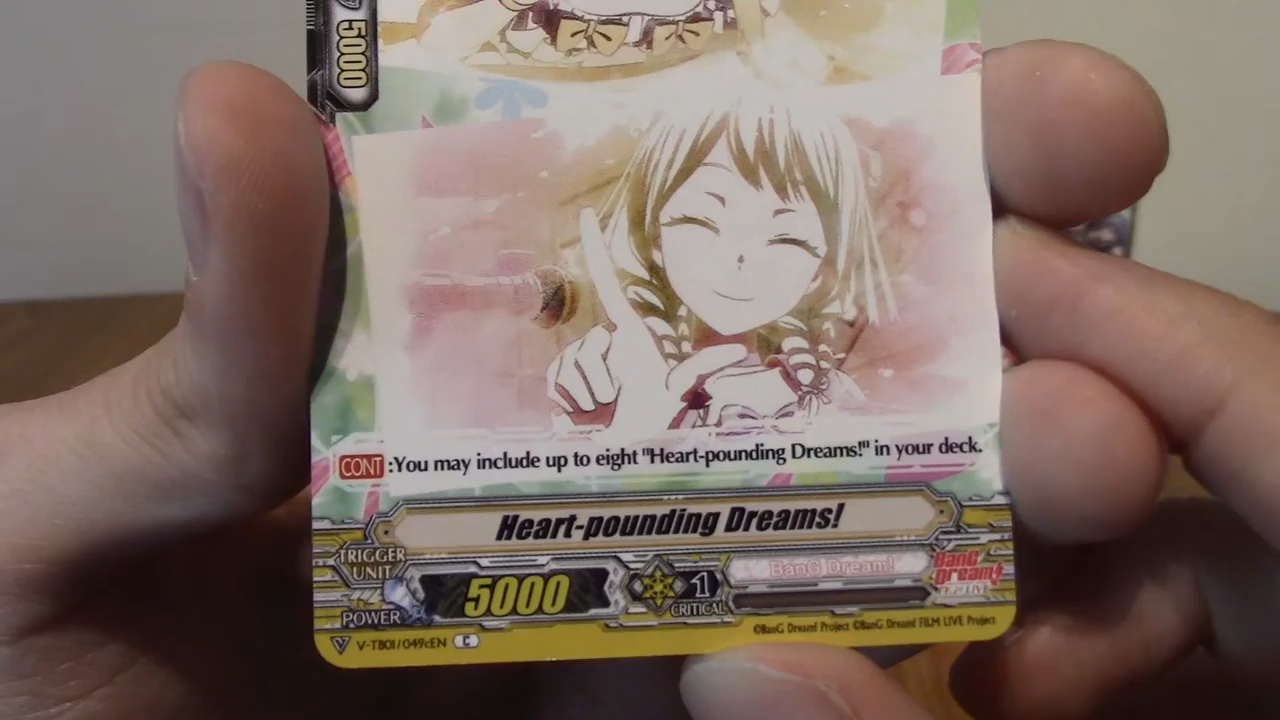 5000
CONT :You may include up to eight "Heart-pounding Dreams!" in your deck.
Heart-pounding Dreams!
TRIGGER
UNIT
POWER
5000
1
CRITICAL
BanG Dream!
BanG
Dream!
FILM LIVE
V-TB01/049cEN C
©BanG Dream! Project ©BanG Dream! FILM LIVE Project